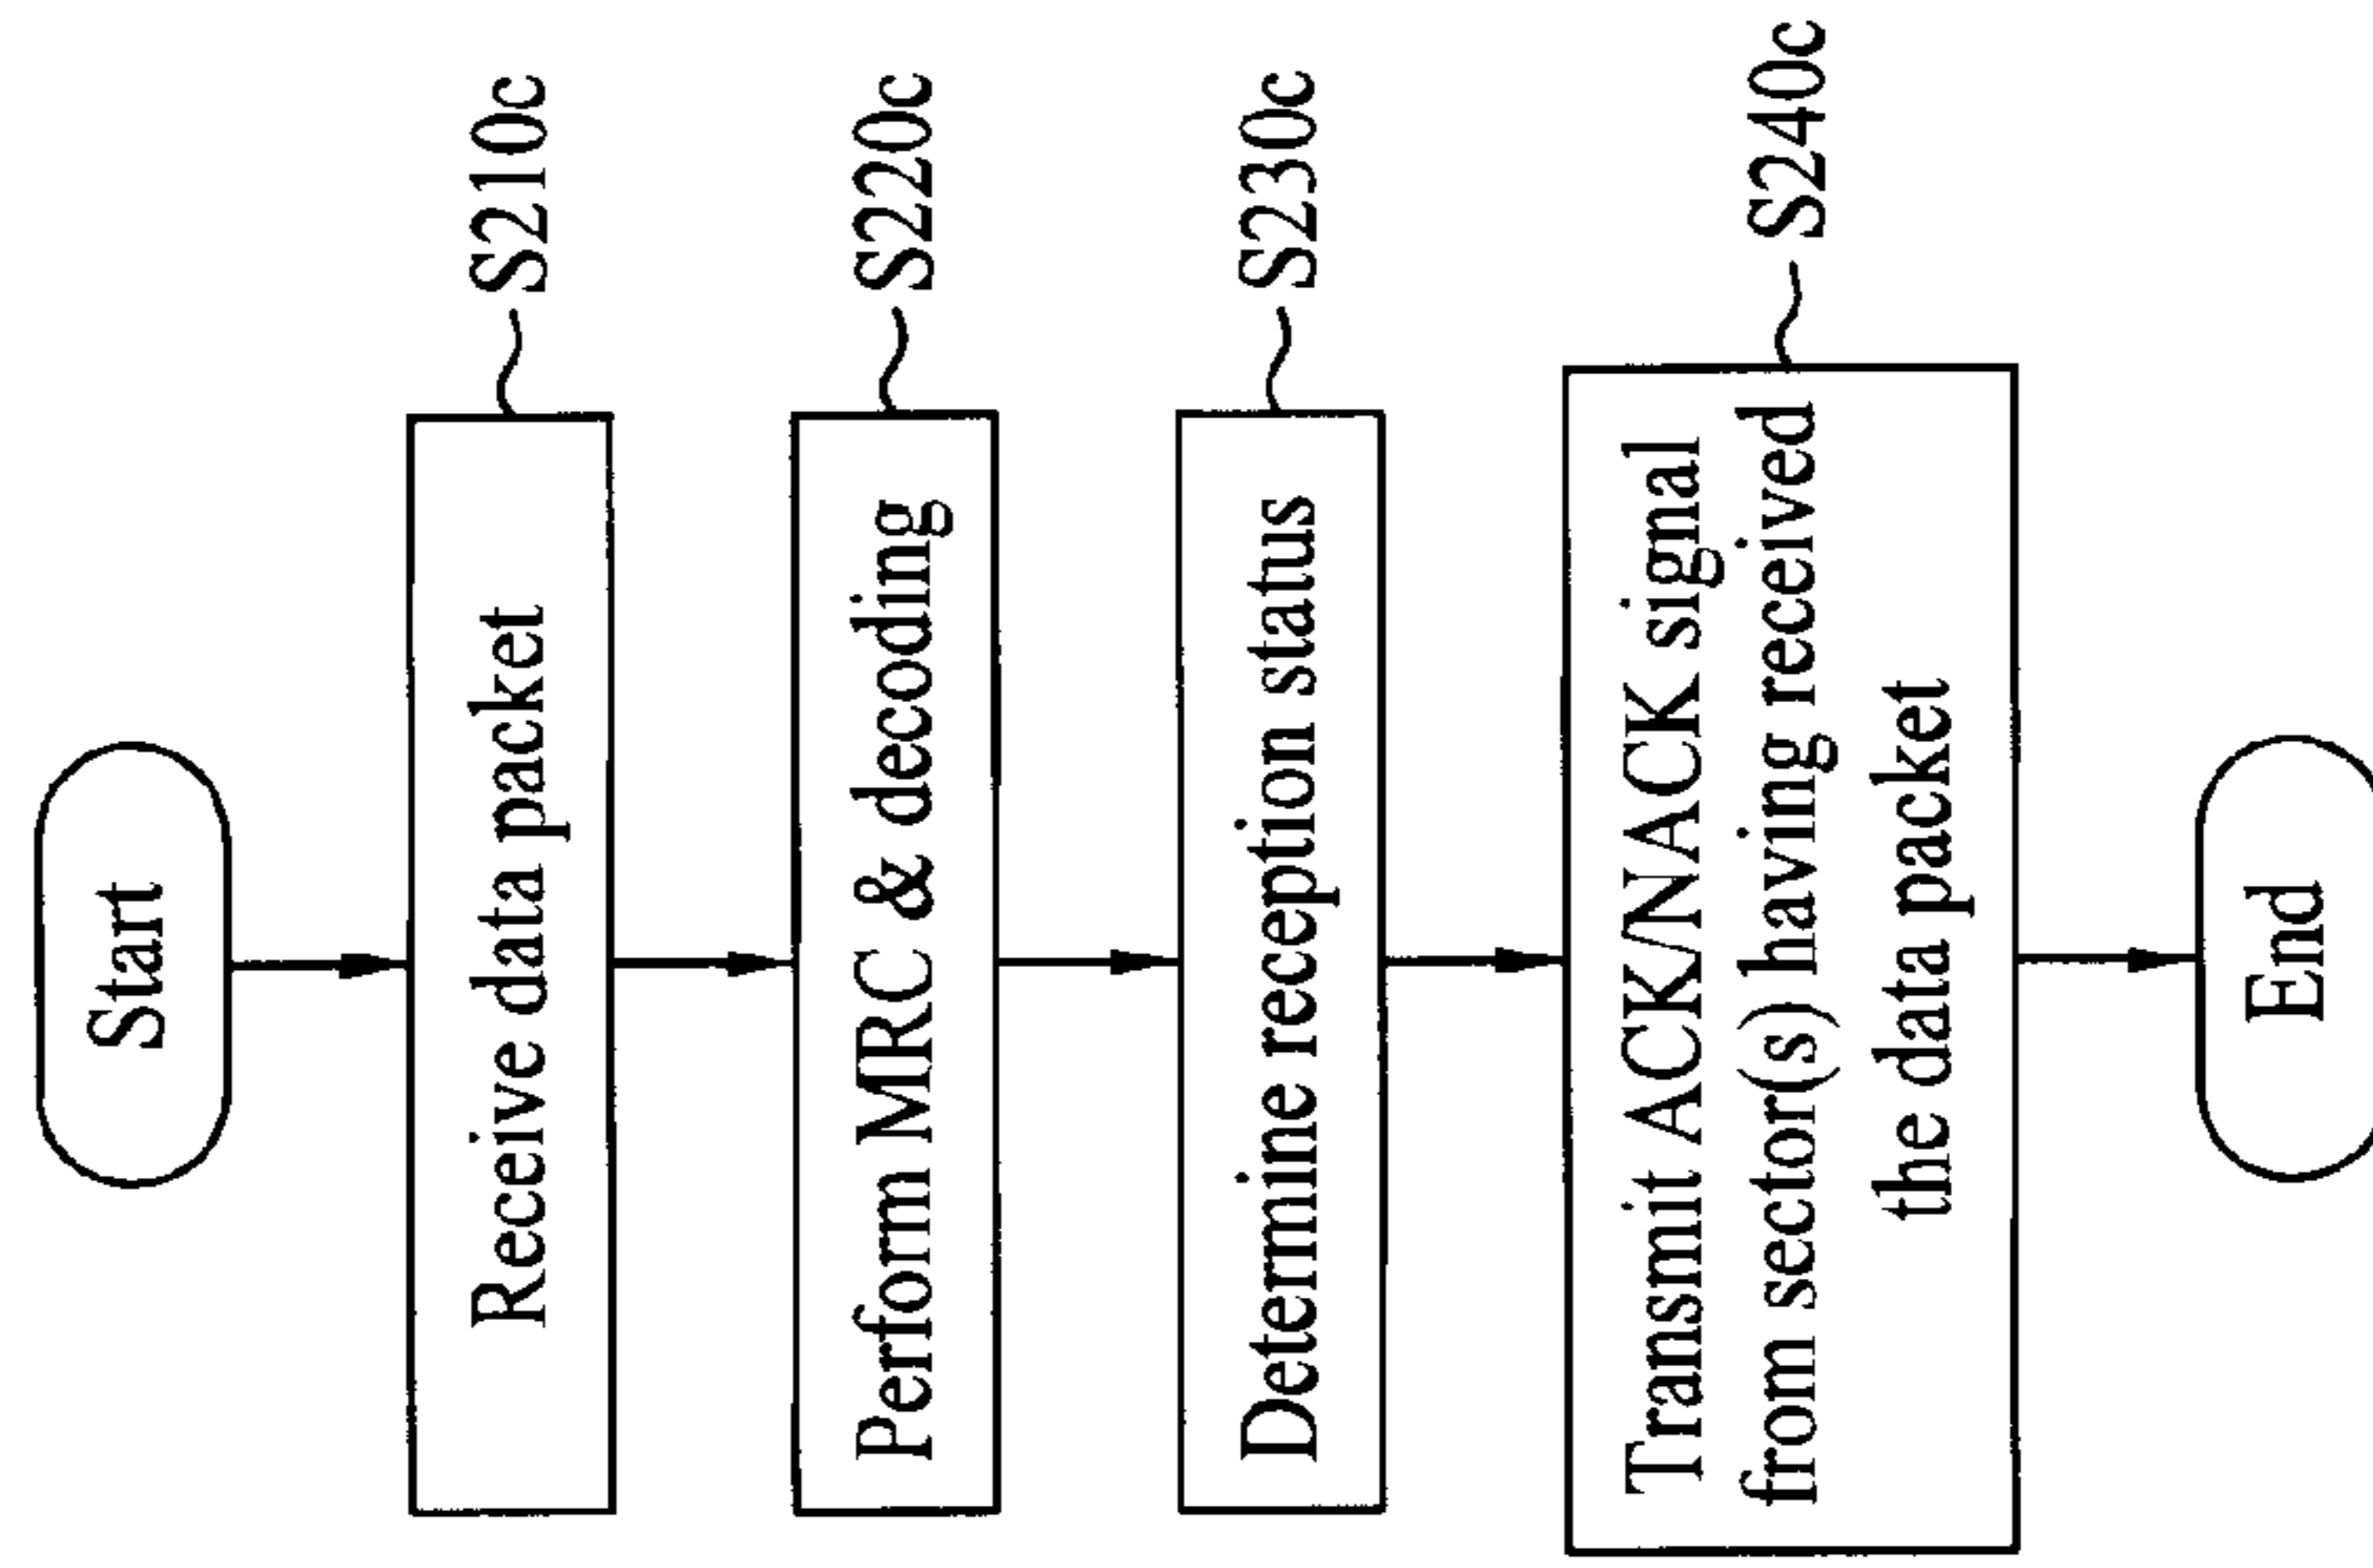 Start
Receive data packet
S210c
Perform MRC & decoding
S220c
Determine reception status
S230c
Transmit ACK/NACK signal
from sector(s) having received
the data packet
S240c
End